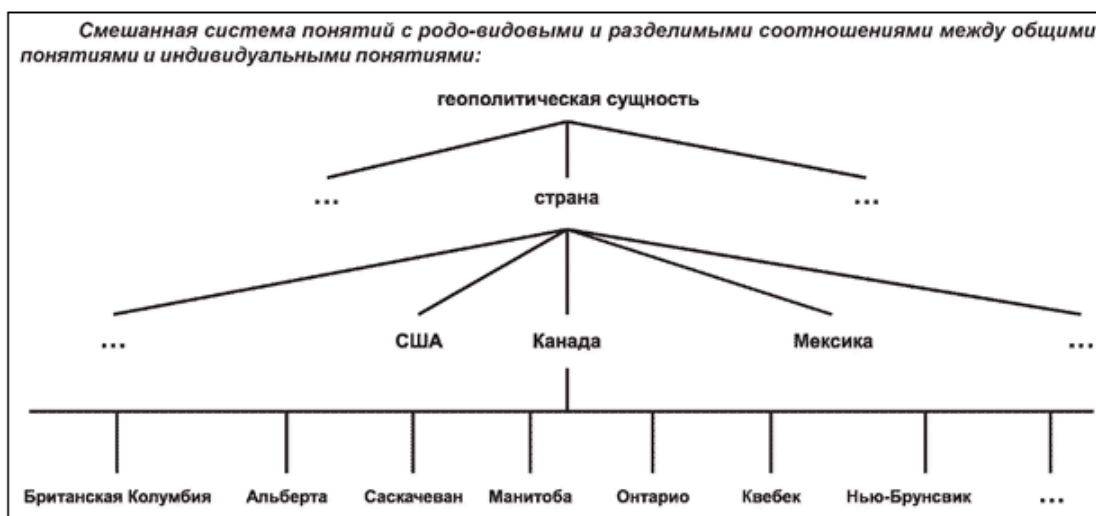 Смешанная система понятий с родо-видовыми и разделимыми соотношениями между общими
понятиями и индивидуальными понятиями:
геополитическая сущность
... страна ...
... США Канада Мексика ...
Британская Колумбия Альберта Саскачеван Манитоба Онтарио Квебек Нью-Брунсвик ...